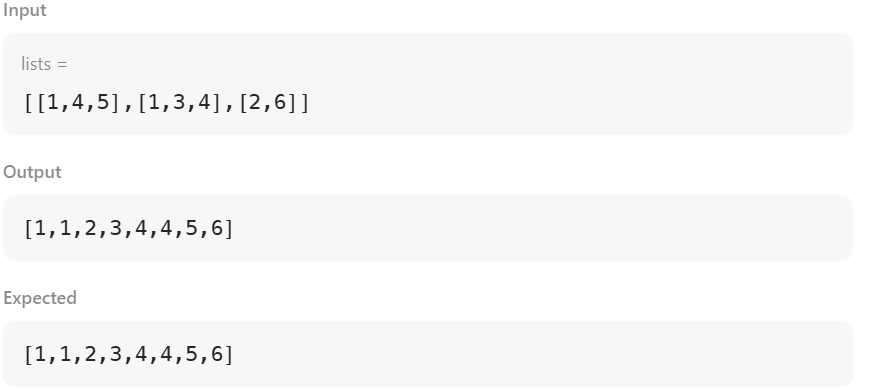 Input
lists =
[[1,4,5],[1,3,4],[2,6]]
Output
[1,1,2,3,4,4,5,6]
Expected
[1,1,2,3,4,4,5,6]